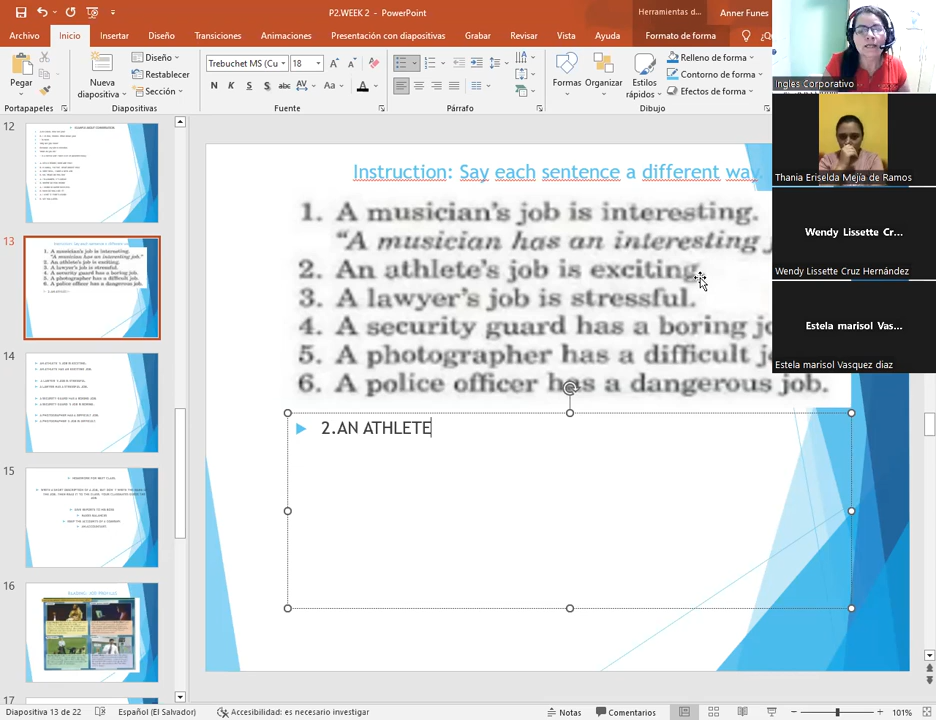 P2.WEEK 2 - PowerPoint
Herramientas d...
Anner Funes
Archivo
Inicio
Insertar
Diseño
Transiciones
Animaciones
Presentación con diapositivas
Grabar
Revisar
Vista
Ayuda
Formato de forma
Pegar
Nueva
diapositiva
Diseño
Restablecer
Sección
Trebuchet MS (Cu
18
N K S abc AV Aa A
Formas
Organizar
Estilos
rápidos
Relleno de forma
Contorno de forma
Efectos de forma
Portapapeles
Diapositivas
Fuente
Párrafo
Dibujo
Ingles Corporativo
Thania Eriselda Mejía de Ramos
Wendy Lissette Cr...
Wendy Lissette Cruz Hernández
Estela marisol Vas...
Estela marisol Vasquez diaz
12
13
14
15
16
17
Instruction: Say each sentence a different way.
1. A musician's job is interesting.
"A musician has an interesting
2. An athlete's job is exciting.
3. A lawyer's job is stressful.
4. A security guard has a boring
5. A photographer has a difficult
6. A police officer has a dangerous job.
2.AN ATHLETE
Diapositiva 13 de 22
Español (El Salvador)
Accesibilidad: es necesario investigar
Notas
Comentarios
101%